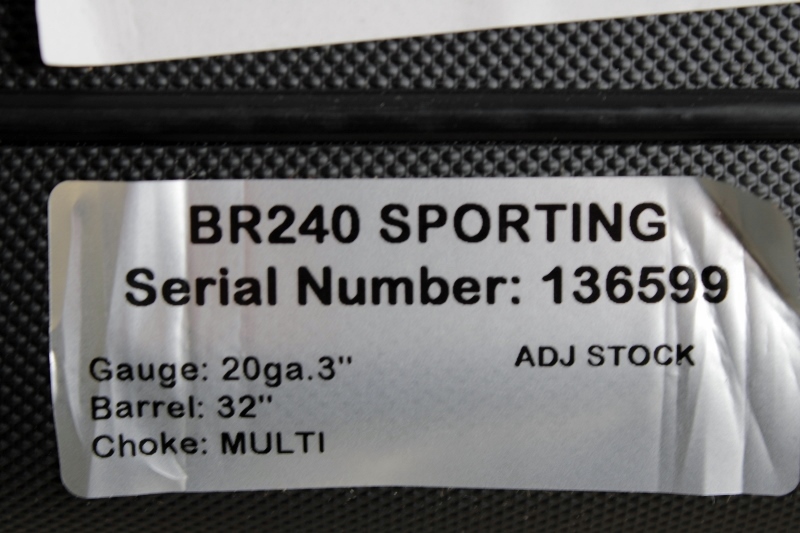 BR240 SPORTING
Serial Number: 136599
Gauge: 20ga.3"
ADJ STOCK
Barrel: 32"
Choke: MULTI